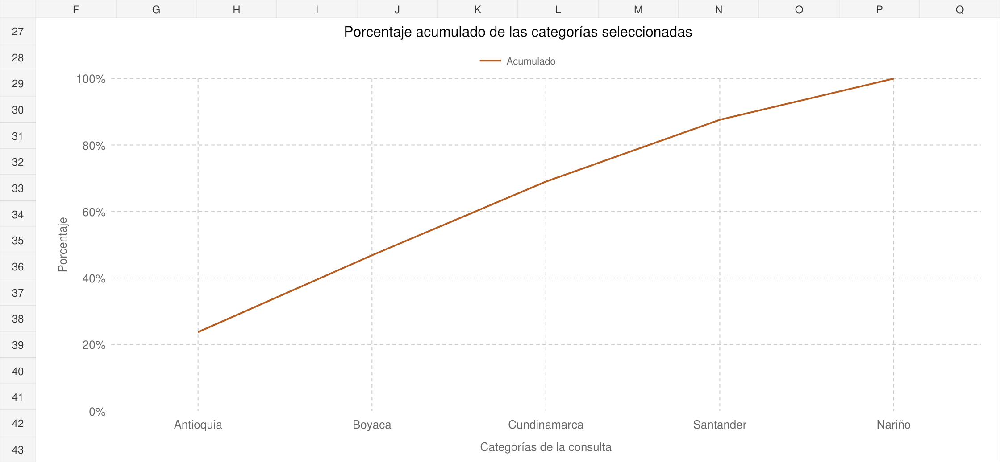 F G H I J K L M N O P Q
27 Porcentaje acumulado de las categorías seleccionadas
28 Acumulado
29 100%
30
31
80%
32
33
34 60%
35
Porcentaje
36
37 40%
38
39 20%
40
41
0%
42 Antioquia Boyaca Cundinamarca Santander Nariño
43 Categorías de la consulta